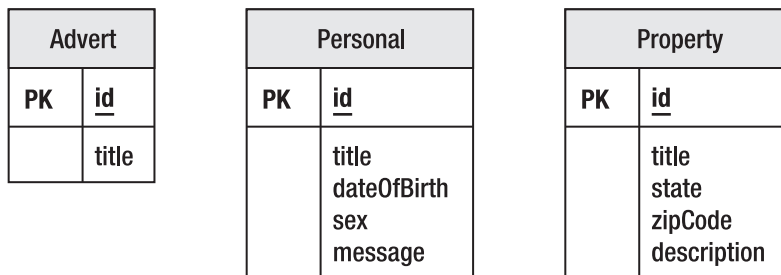 Advert
PK id
title
Personal
PK id
title
dateOfBirth
sex
message
Property
PK id
title
state
zipCode
description